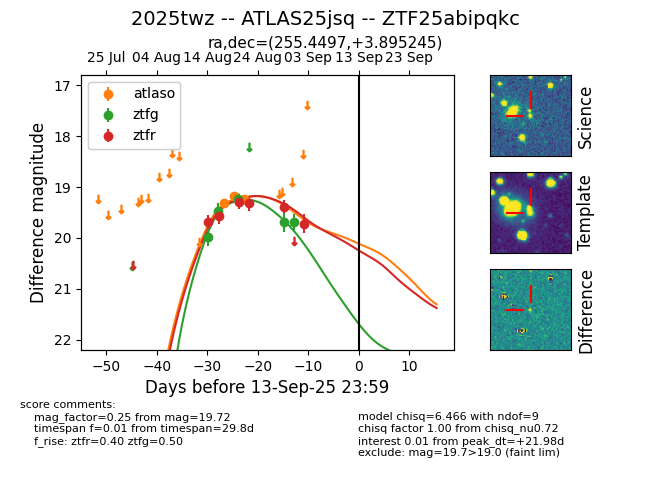 2025twz -- ATLAS25jsq -- ZTF25abipqkc
ra,dec=(255.4497,+3.895245)
25 Jul 04 Aug 14 Aug 24 Aug 03 Sep 13 Sep 23 Sep
atlaso
ztfg
ztfr
17
18
19
20
21
22
Difference magnitude
−50 −40 −30 −20 −10 0 10
Days before 13-Sep-25 23:59
Science
Template
Difference
score comments:
mag_factor=0.25 from mag=19.72
timespan f=0.01 from timespan=29.8d
f_rise: ztfr=0.40 ztfg=0.50
model chisq=6.466 with ndof=9
chisq factor 1.00 from chisq_nu0.72
interest 0.01 from peak_dt=+21.98d
exclude: mag=19.7>19.0 (faint lim)